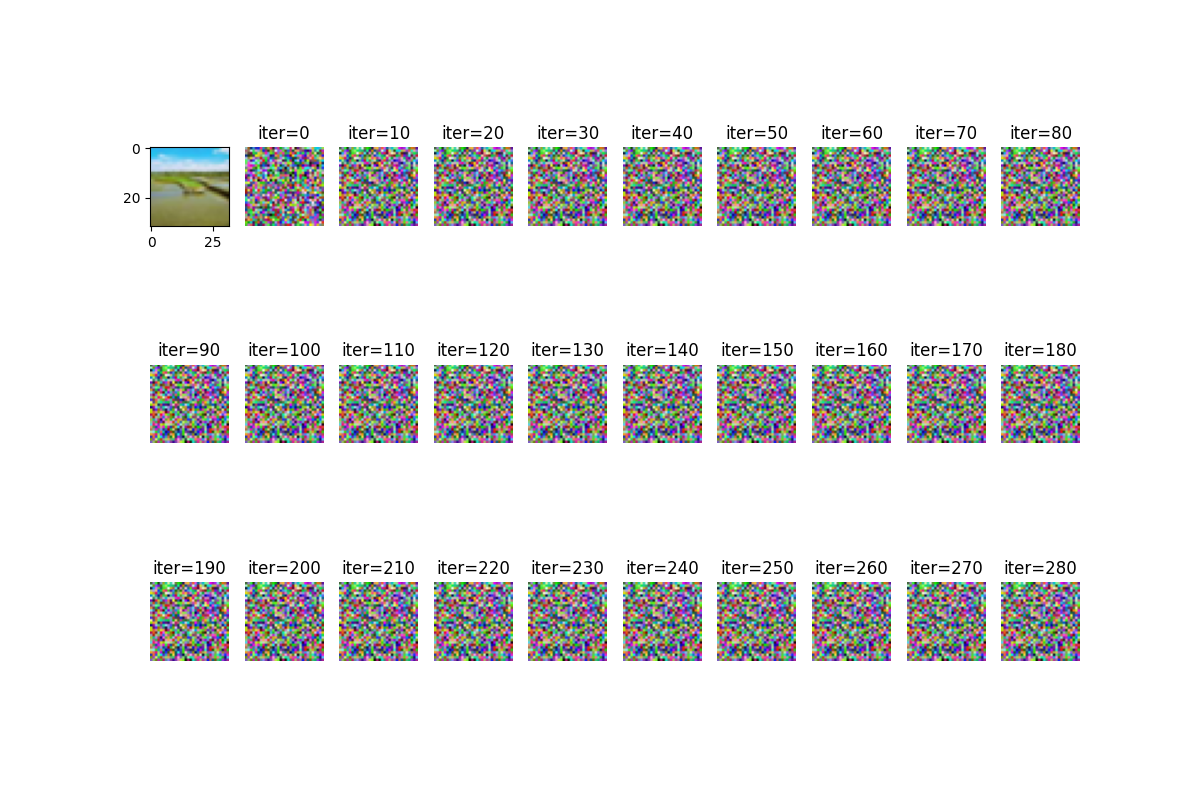 iter=0 iter=10 iter=20 iter=30 iter=40 iter=50 iter=60 iter=70 iter=80
0
20
0 25
iter=90 iter=100 iter=110 iter=120 iter=130 iter=140 iter=150 iter=160 iter=170 iter=180
iter=190 iter=200 iter=210 iter=220 iter=230 iter=240 iter=250 iter=260 iter=270 iter=280